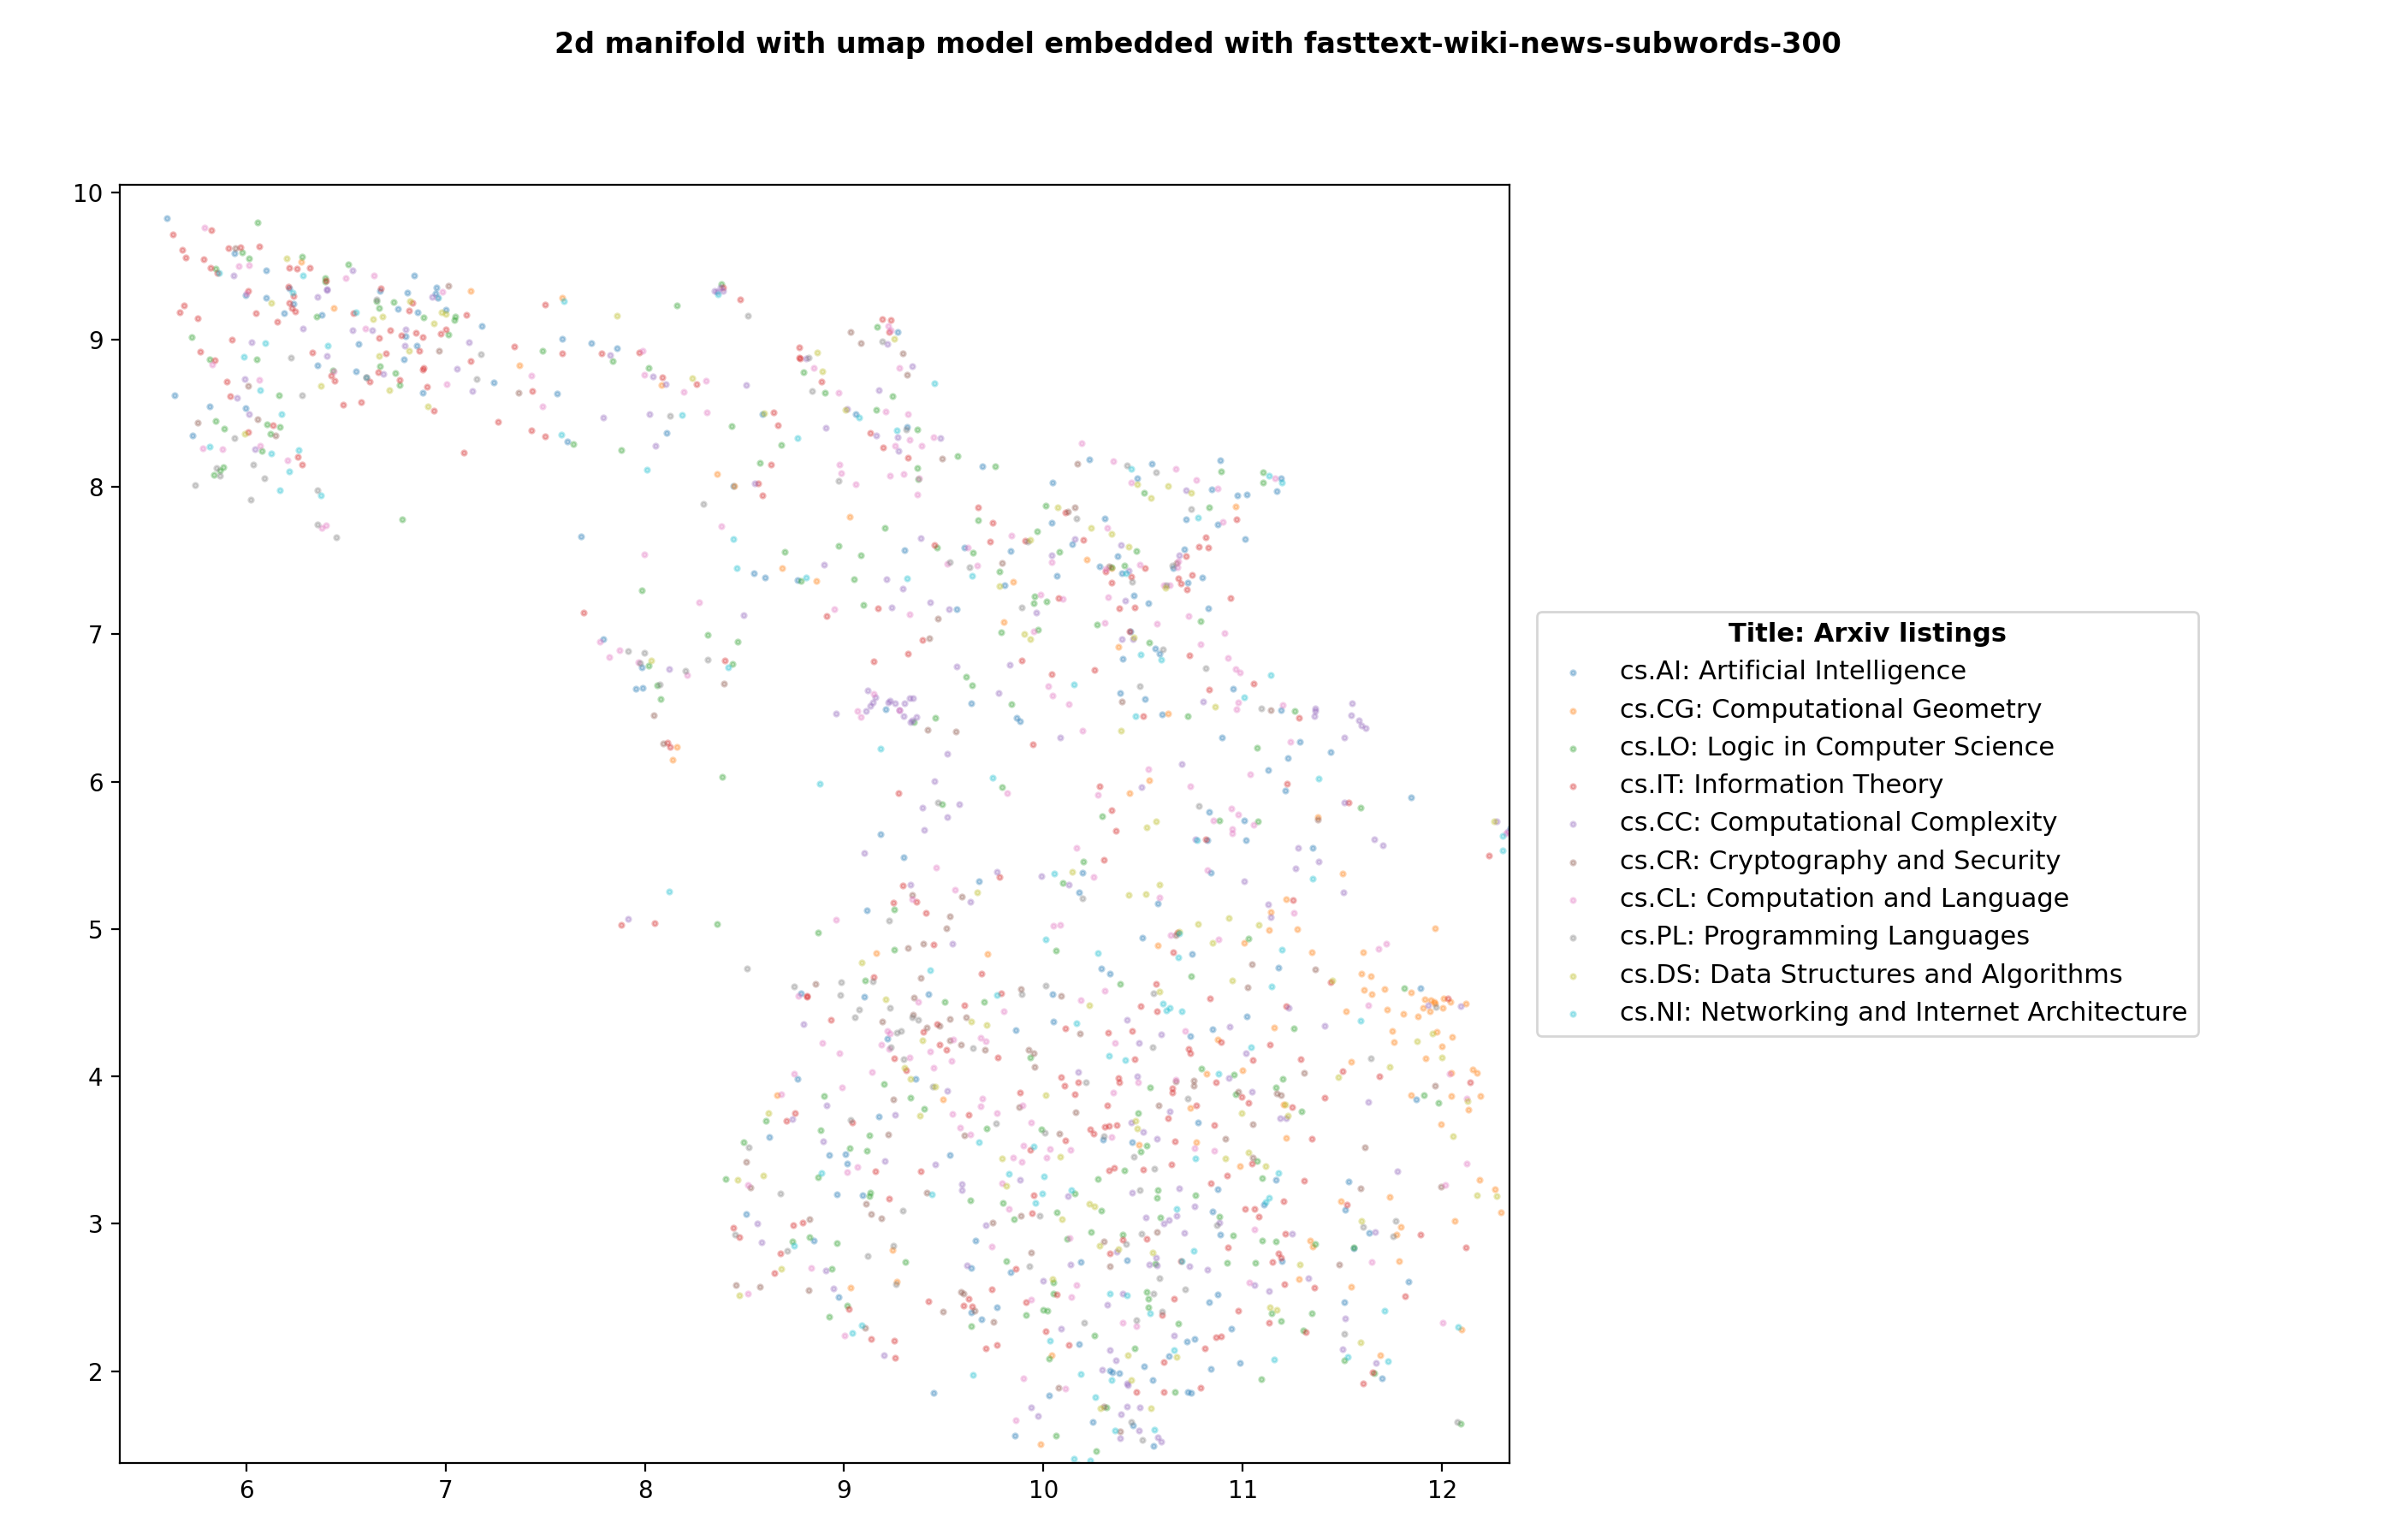 2d manifold with umap model embedded with fasttext-wiki-news-subwords-300
10
9
8
7
6
5
4
3
2
6 7 8 9 10 11 12
Title: Arxiv listings
cs.AI: Artificial Intelligence
cs.CG: Computational Geometry
cs.LO: Logic in Computer Science
cs.IT: Information Theory
cs.CC: Computational Complexity
cs.CR: Cryptography and Security
cs.CL: Computation and Language
cs.PL: Programming Languages
cs.DS: Data Structures and Algorithms
cs.NI: Networking and Internet Architecture